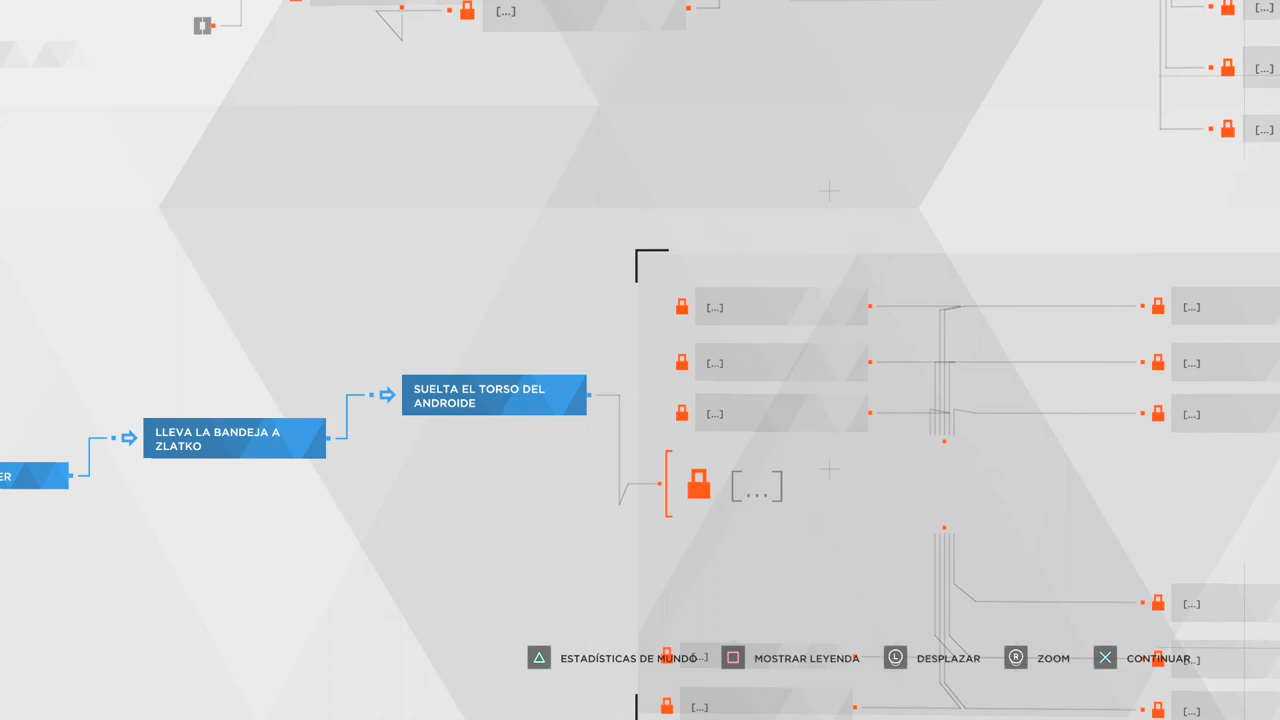 [...]
[...]
[...]
[...]
[...] [...]
[...] [...]
SUELTA EL TORSO DEL
ANDROIDE
[...] [...]
LLEVA LA BANDEJA A
ZLATKO
ER
[...]
[...]
[...] [...]
ESTADÍSTICAS DE MUNDO MOSTRAR LEYENDA L DESPLAZAR R ZOOM CONTINUAR
[...] [...]